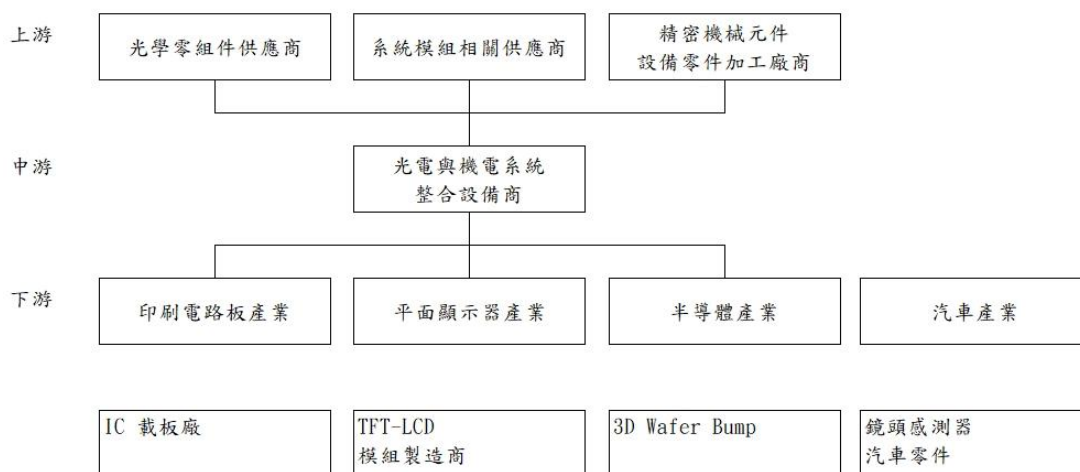 上游
光學零組件供應商
系統模組相關供應商
精密機械元件
設備零件加工廠商
中游
光電與機電系統
整合設備商
下游
印刷電路板產業
平面顯示器產業
半導體產業
汽車產業
IC 載板廠
TFT-LCD
模組製造商
3D Wafer Bump
鏡頭感測器
汽車零件